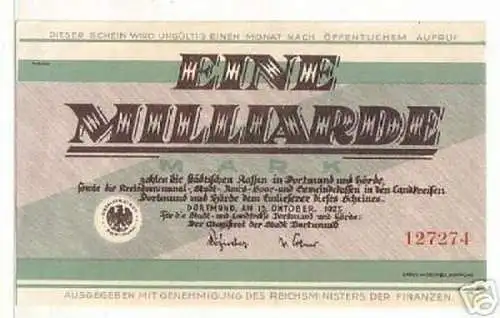 DIESER SCHEIN WIRD UNGÜLTIG EINEN MONAT NACH ÖFFENTLICHEM AUFRUF
EINE
MILLIARDE
MARK
zahlen die städtischen Kassen in Dortmund und Hörde,
sowie die Kreiskommunal-, Stadt- Amts- Spar- und Gemeindekassen in den Landkreisen
Dortmund und Hörde dem Einlieferer dieses Scheines.
DORTMUND, AM 15. OKTOBER. 1923.
Für die Stadt- und Landkreise Dortmund und Hörde:
Der Magistrat der Stadt Dortmund
127274
AUSGEGEBEN MIT GENEHMIGUNG DES REICHSMINISTERS DER FINANZEN.